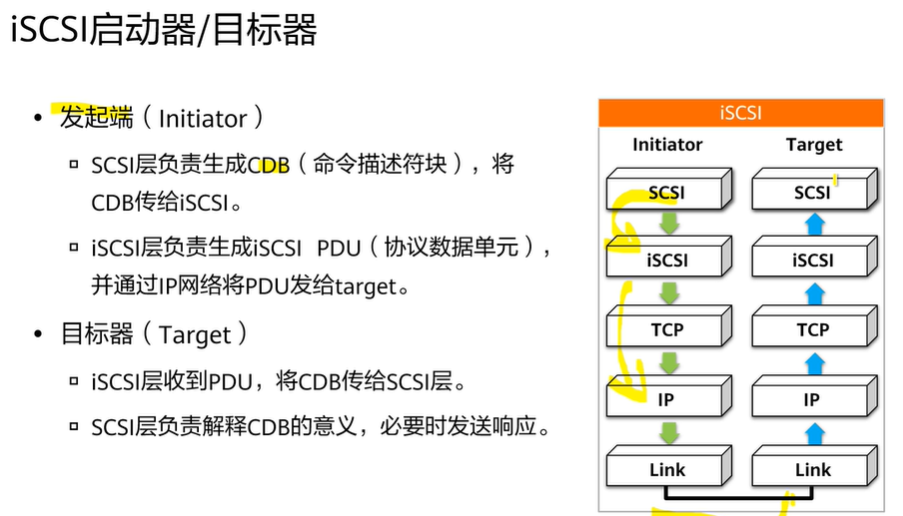 iSCSI启动器/目标器
• 发起端（Initiator）
▫ SCSI层负责生成CDB（命令描述符块），将
CDB传给iSCSI。
▫ iSCSI层负责生成iSCSI PDU（协议数据单元），
并通过IP网络将PDU发给target。
• 目标器（Target）
▫ iSCSI层收到PDU，将CDB传给SCSI层。
▫ SCSI层负责解释CDB的意义，必要时发送响应。
iSCSI
Initiator Target
SCSI SCSI
iSCSI iSCSI
TCP TCP
IP IP
Link Link